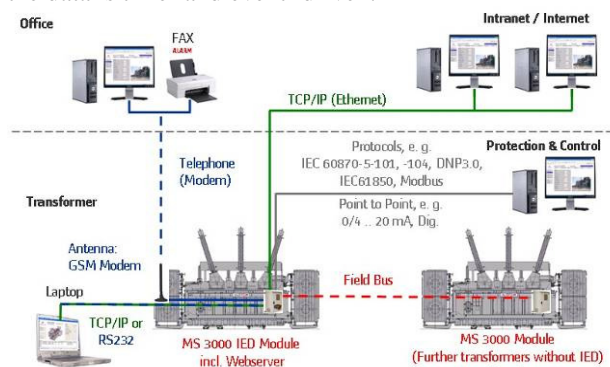 Office
FAX
ALARM
Intranet / Internet
TCP/IP (Ethernet)
Protocols, e. g.
IEC 60870-5-101, -104, DNP3.0,
IEC61850, Modbus
Protection & Control
Telephone
(Modem)
Transformer
Point to Point, e.g.
0/4 .. 20 mA, Dig.
Antenna:
GSM Modem
Field Bus
Laptop
TCP/IP or
RS232
MS 3000 IED Module
incl. Webserver
MS 3000 Module
(Further transformers without IED)